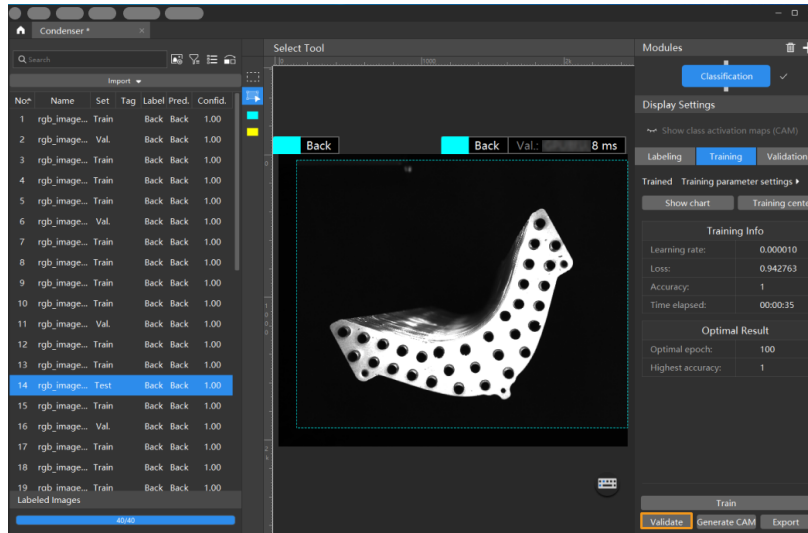 Condenser *
Search
Import
No. Name Set Tag Label Pred. Confid.
1 rgb_image... Train Back Back 1.00
2 rgb_image... Val. Back Back 1.00
3 rgb_image... Train Back Back 1.00
4 rgb_image... Train Back Back 1.00
5 rgb_image... Train Back Back 1.00
6 rgb_image... Val. Back Back 1.00
7 rgb_image... Train Back Back 1.00
8 rgb_image... Train Back Back 1.00
9 rgb_image... Train Back Back 1.00
10 rgb_image... Train Back Back 1.00
11 rgb_image... Val. Back Back 1.00
12 rgb_image... Train Back Back 1.00
13 rgb_image... Train Back Back 1.00
14 rgb_image... Test Back Back 1.00
15 rgb_image... Train Back Back 1.00
16 rgb_image... Val. Back Back 1.00
17 rgb_image... Train Back Back 1.00
18 rgb_image... Train Back Back 1.00
19 rgb_image... Train Back Back 1.00
Labeled Images
40/40
Select Tool
0 1000 2k
Back
Back Val.: 8 ms
0
1000
2k
Modules
Classification
Display Settings
Show class activation maps (CAM)
Labeling Training Validation
Trained Training parameter settings
Show chart Training cente
Training Info
Learning rate: 0.000010
Loss: 0.942763
Accuracy: 1
Time elapsed: 00:00:35
Optimal Result
Optimal epoch: 100
Highest accuracy: 1
Train
Validate Generate CAM Export